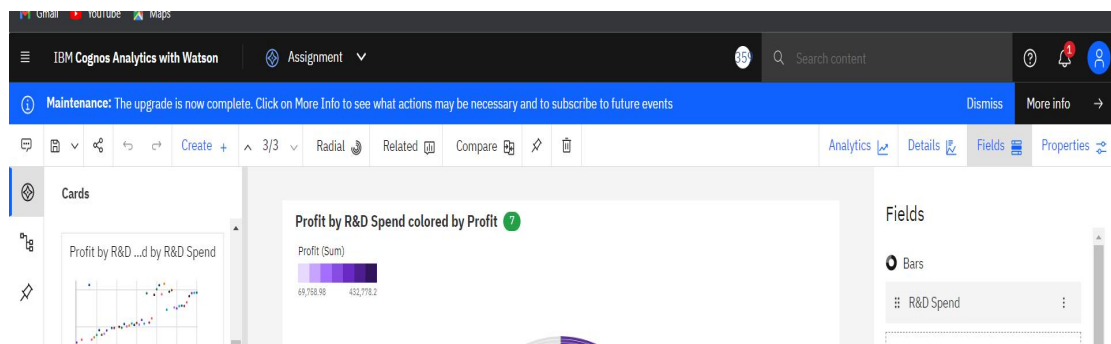 Gmail YouTube Maps
IBM Cognos Analytics with Watson Assignment 359 Search content 1
Maintenance: The upgrade is now complete. Click on More Info to see what actions may be necessary and to subscribe to future events Dismiss More info
Create + 3/3 Radial Related Compare Analytics Details Fields Properties
Cards
Profit by R&D ...d by R&D Spend
Profit by R&D Spend colored by Profit 7
Profit (Sum)
69,758.98 432,778.2
Fields
Bars
R&D Spend